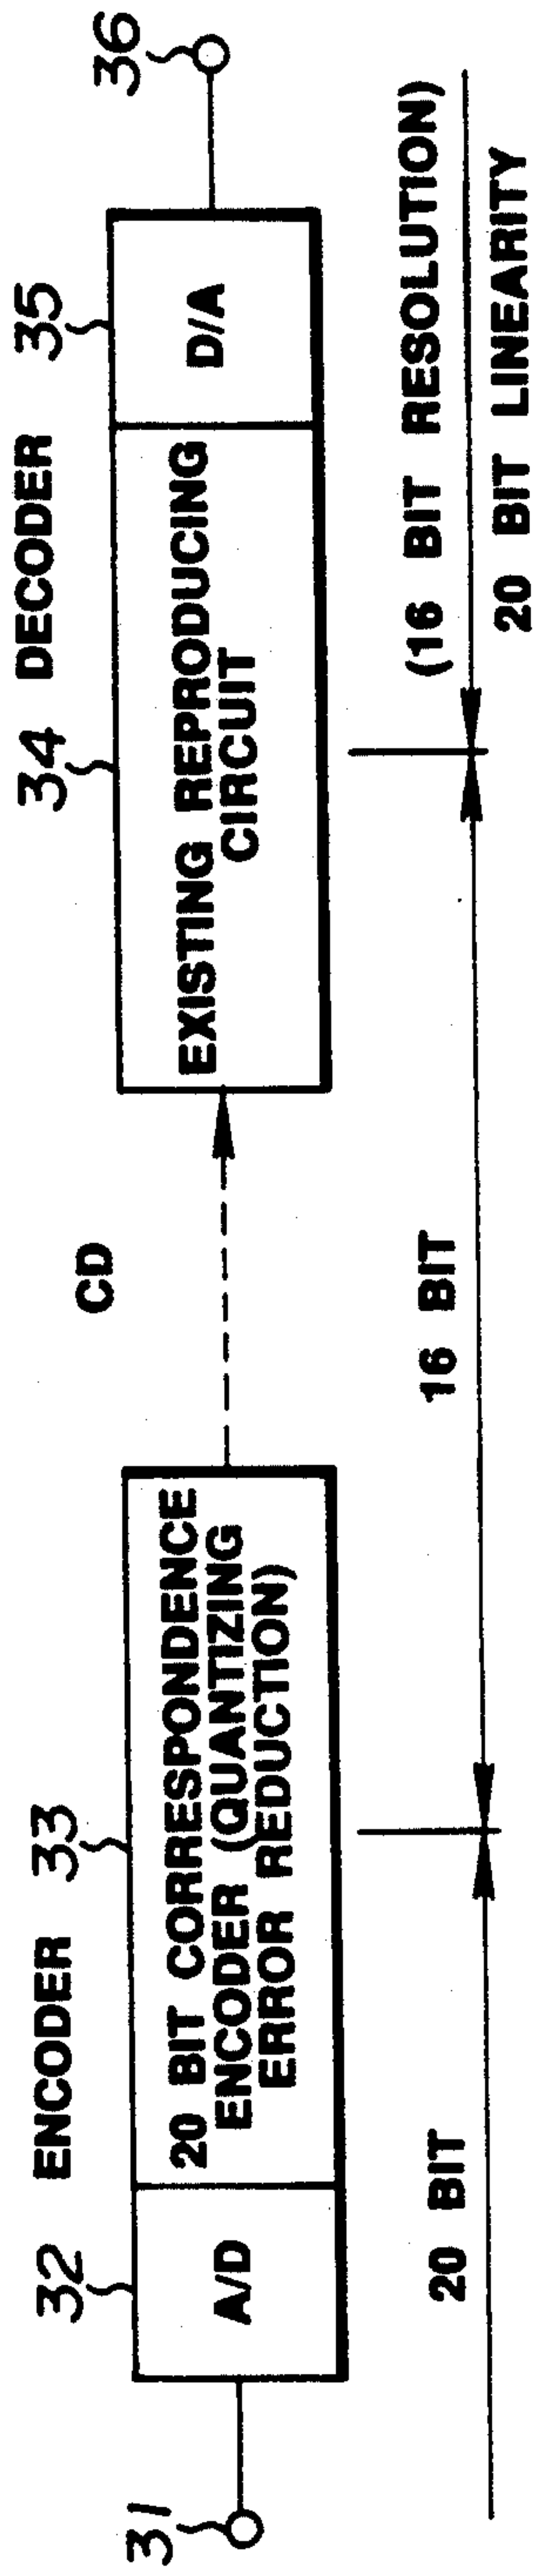 32 ENCODER 33
CD
34 DECODER 35
31
A/D
20 BIT CORRESPONDENCE
ENCODER (QUANTIZING
ERROR REDUCTION)
EXISTING REPRODUCING
CIRCUIT
D/A
36
20 BIT
16 BIT
(16 BIT RESOLUTION)
20 BIT LINEARITY